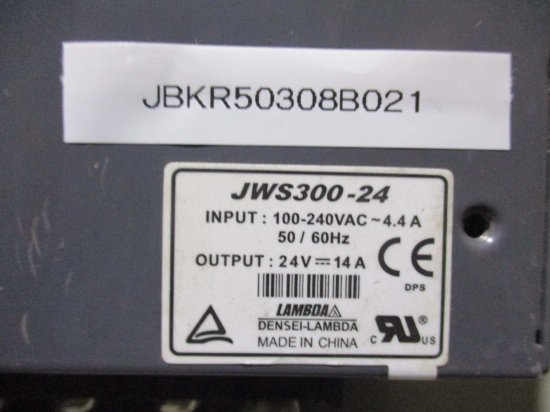 JBKR50308B021
JWS300-24
INPUT : 100-240VAC ~ 4.4 A
50 / 60Hz
OUTPUT : 24V ⎓ 14 A
CE
DPS
LAMBDA
DENSEI-LAMBDA
MADE IN CHINA
C RU US